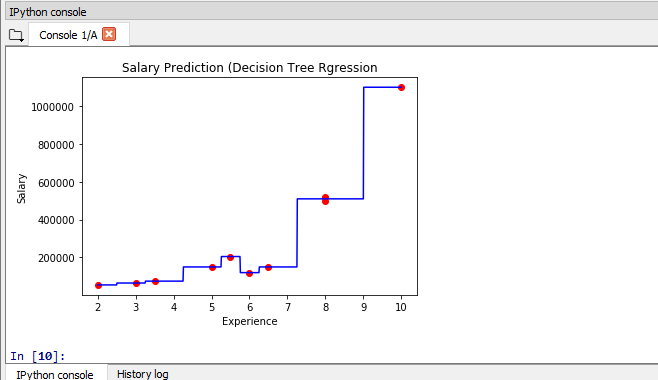 IPython console
Console 1/A
Salary Prediction (Decision Tree Rgression
1000000
800000
600000
400000
200000
Salary
2 3 4 5 6 7 8 9 10
Experience
In [10]:
IPython console History log